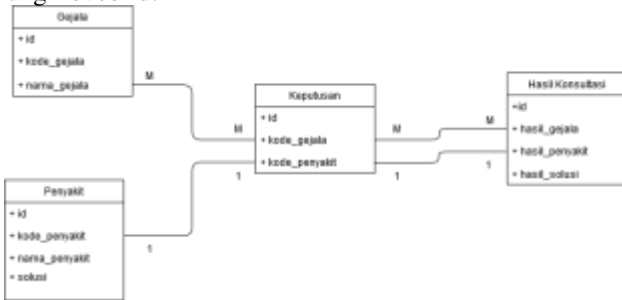 Gejala
+ id
+ kode_gejala
+ nama_gejala
M
Keputusan
+ id
+ kode_gejala
+ kode_penyakit
M
1
M
1
Hasil Konsultasi
+id
+ hasil_gejala
+ hasil_penyakit
+ hasil_solusi
M
1
Penyakit
+ id
+ kode_penyakit
+ nama_penyakit
+ solusi
1